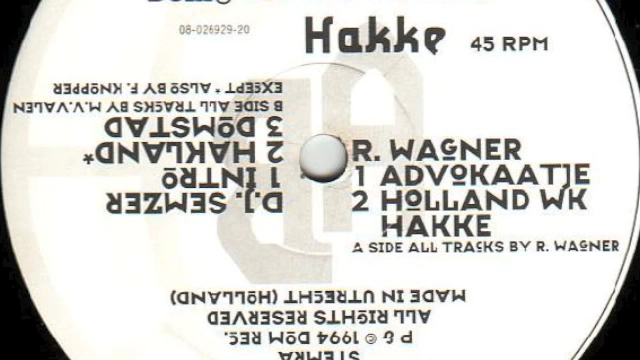 08-026929-20
Hakke
45 RPM
R. WAGNER
1 ADVOKAATJE
2 HOLLAND WK
HAKKE
A SIDE ALL TRACKS BY R. WAGNER
D.J. SEMZER
1 INTRO
2 HAKLAND*
3 DOMSTAD
B SIDE ALL TRACKS BY M.V.VALEN
EXCEPT * ALSO BY F. KNOPPER
STEMRA
P & © 1994 DOM REC.
ALL RIGHTS RESERVED
MADE IN UTRECHT (HOLLAND)